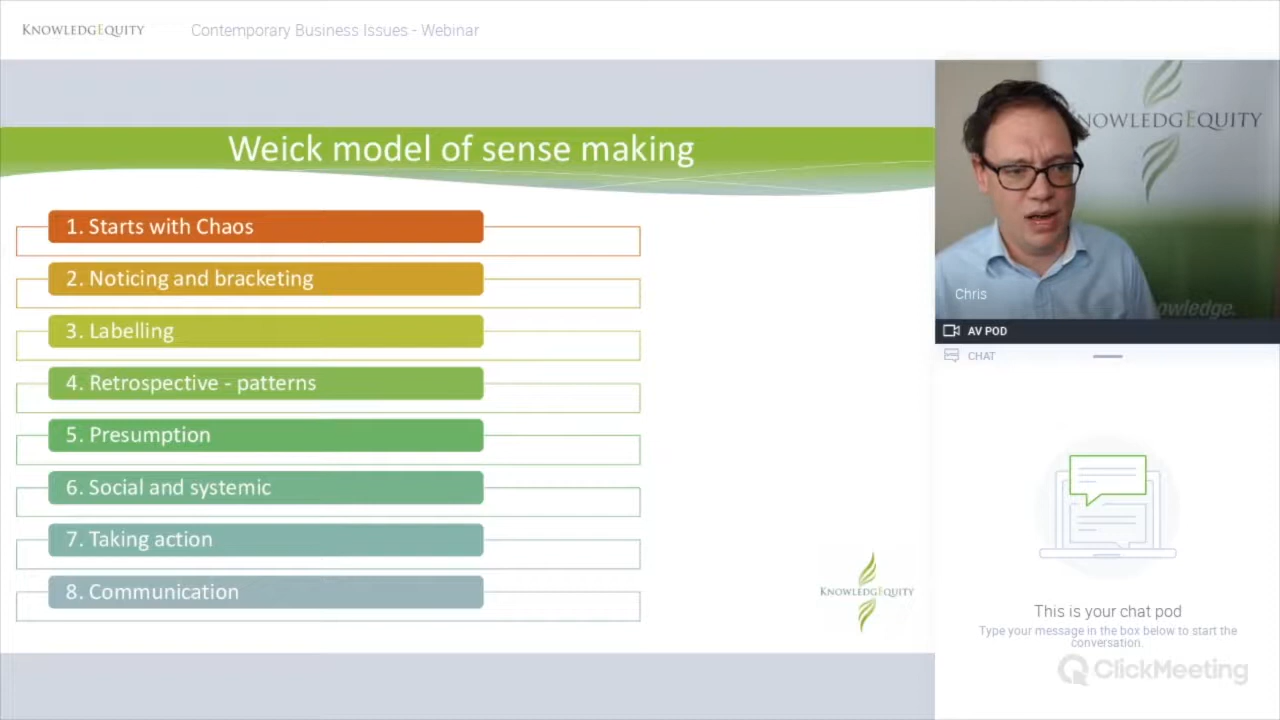 KNOWLEDGEQUITY
Contemporary Business Issues - Webinar
Weick model of sense making
1. Starts with Chaos
2. Noticing and bracketing
3. Labelling
4. Retrospective - patterns
5. Presumption
6. Social and systemic
7. Taking action
8. Communication
KNOWLEDGEQUITY
KNOWLEDGEQUITY
Chris
owledge.
AV POD
CHAT
This is your chat pod
Type your message in the box below to start the
conversation.
ClickMeeting